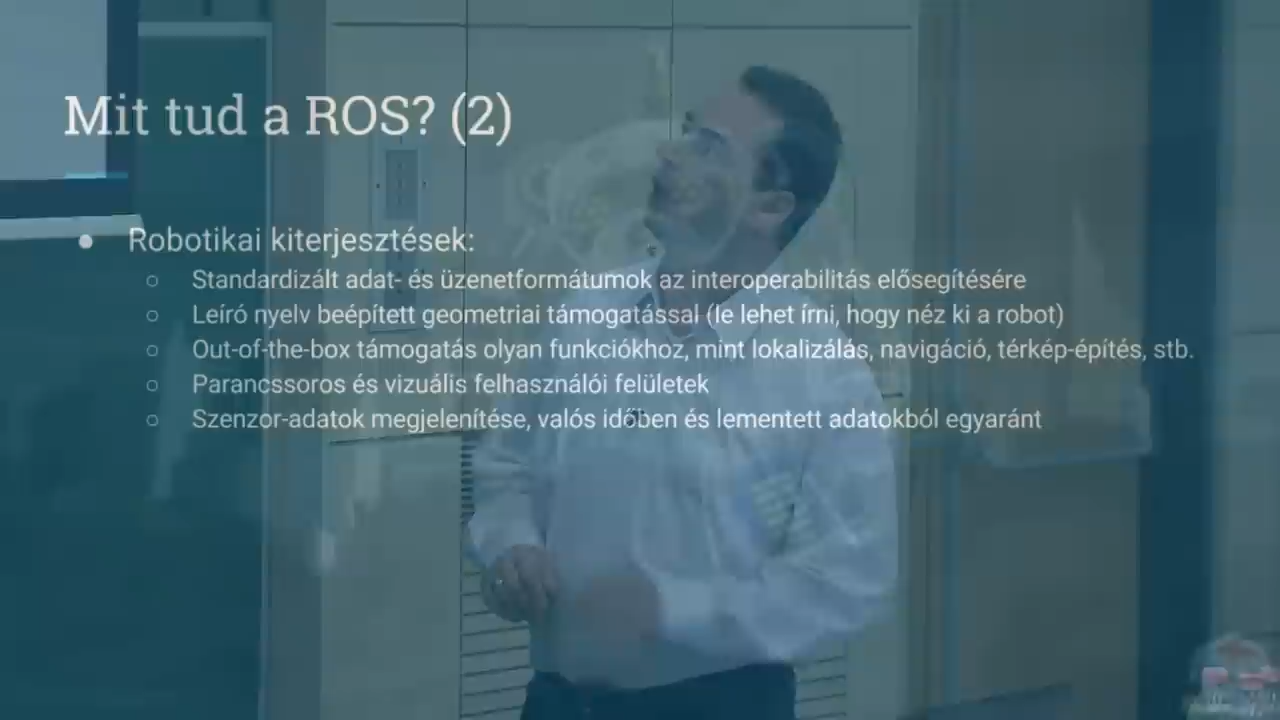 Mit tud a ROS? (2)
● Robotikai kiterjesztések:
○ Standardizált adat- és üzenetformátumok az interoperabilitás elősegítésére
○ Leíró nyelv beépített geometriai támogatással (le lehet írni, hogy néz ki a robot)
○ Out-of-the-box támogatás olyan funkciókhoz, mint lokalizálás, navigáció, térkép-építés, stb.
○ Parancssoros és vizuális felhasználói felületek
○ Szenzor-adatok megjelenítése, valós időben és lementett adatokból egyaránt